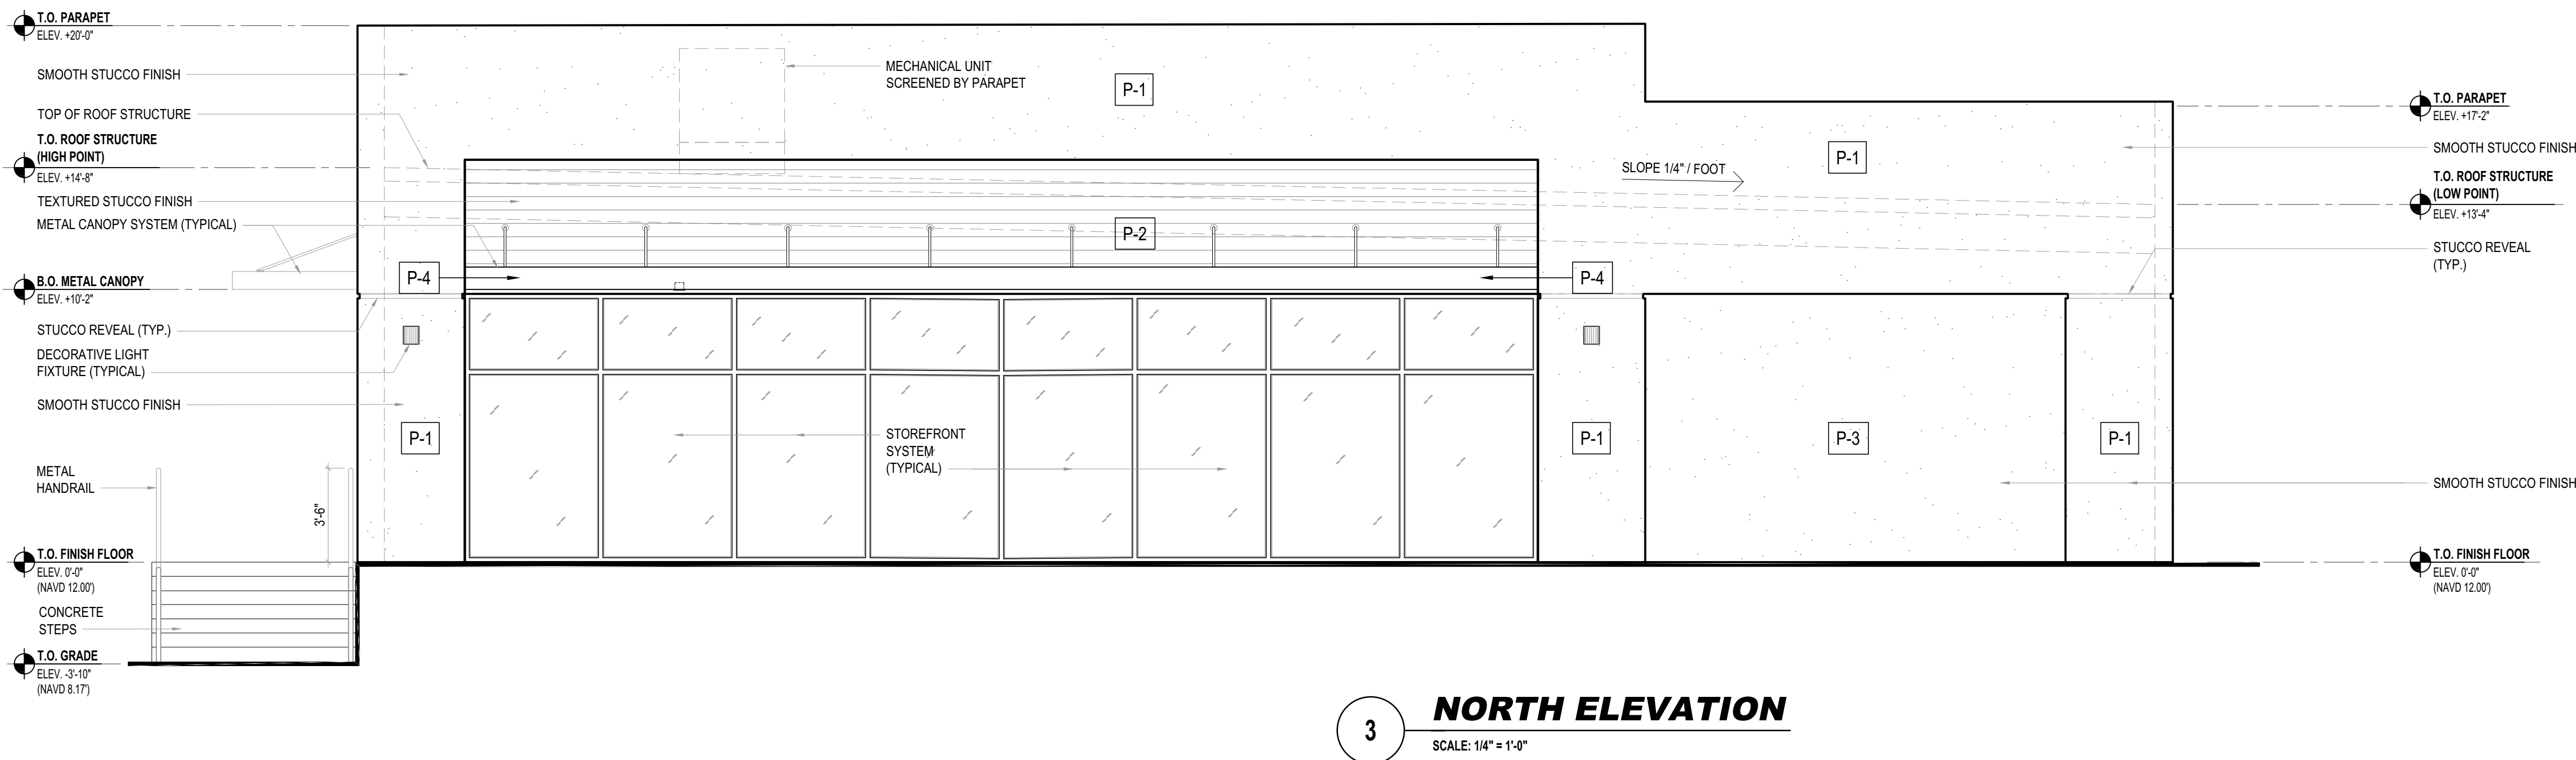 T.O. PARAPET
ELEV. +20'-0"
SMOOTH STUCCO FINISH
TOP OF ROOF STRUCTURE
T.O. ROOF STRUCTURE
(HIGH POINT)
ELEV. +14'-8"
TEXTURED STUCCO FINISH
METAL CANOPY SYSTEM (TYPICAL)
B.O. METAL CANOPY
ELEV. +10'-2"
STUCCO REVEAL (TYP.)
DECORATIVE LIGHT
FIXTURE (TYPICAL)
SMOOTH STUCCO FINISH
METAL
HANDRAIL
3'-6"
T.O. FINISH FLOOR
ELEV. 0'-0"
(NAVD 12.00')
CONCRETE
STEPS
T.O. GRADE
ELEV. -3'-10"
(NAVD 8.17')
MECHANICAL UNIT
SCREENED BY PARAPET
P-1
P-2
P-4
P-4
P-1
STOREFRONT
SYSTEM
(TYPICAL)
SLOPE 1/4" / FOOT
P-1
P-1
P-3
P-1
T.O. PARAPET
ELEV. +17'-2"
SMOOTH STUCCO FINISH
T.O. ROOF STRUCTURE
(LOW POINT)
ELEV. +13'-4"
STUCCO REVEAL
(TYP.)
SMOOTH STUCCO FINISH
T.O. FINISH FLOOR
ELEV. 0'-0"
(NAVD 12.00')
3
NORTH ELEVATION
SCALE: 1/4" = 1'-0"